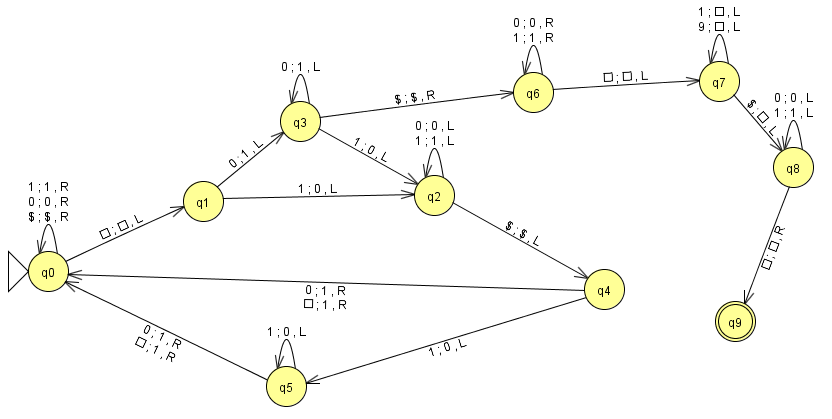 1 ; □ , L
9 ; □ , L
0 ; 0 , R
1 ; 1 , R
0 ; 1 , L
□ ; □ , L
q7
$ ; $ , R
q6
$ ; □ , L
0 ; 0 , L
1 ; 1 , L
q3
0 ; 0 , L
1 ; 1 , L
0 ; 1 , L
1 ; 0 , L
q8
1 ; 1 , R
0 ; 0 , R
$ ; $ , R
1 ; 0 , L
q2
q1
□ ; □ , L
$ ; $ , L
□ ; □ , R
q0
q4
0 ; 1 , R
□ ; 1 , R
q9
1 ; 0 , L
0 ; 1 , R
□ ; 1 , R
1 ; 0 , L
q5